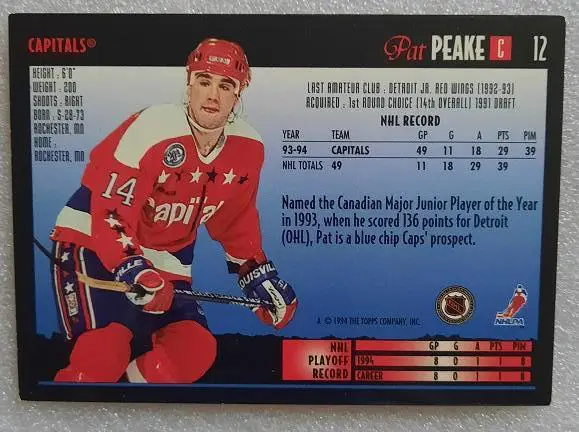 CAPITALS®
Pat PEAKE C 12
HEIGHT : 6'0"
WEIGHT : 200
SHOOTS : RIGHT
BORN : 5-28-73
ROCHESTER, MN
HOME :
ROCHESTER, MN
LAST AMATEUR CLUB : DETROIT JR. RED WINGS (1992-93)
ACQUIRED : 1st ROUND CHOICE (14th OVERALL) 1991 DRAFT
NHL RECORD
YEAR TEAM GP G A PTS PIM
93-94 CAPITALS 49 11 18 29 39
NHL TOTALS 49 11 18 29 39
Named the Canadian Major Junior Player of the Year
in 1993, when he scored 136 points for Detroit
(OHL), Pat is a blue chip Caps' prospect.
14
Capital
LOUISVILLE
NHL
NHLPA
A © 1994 THE TOPPS COMPANY, INC.
NHL PLAYOFF RECORD
GP G A PTS PIM
1994 8 0 1 1 8
CAREER 8 0 1 1 8